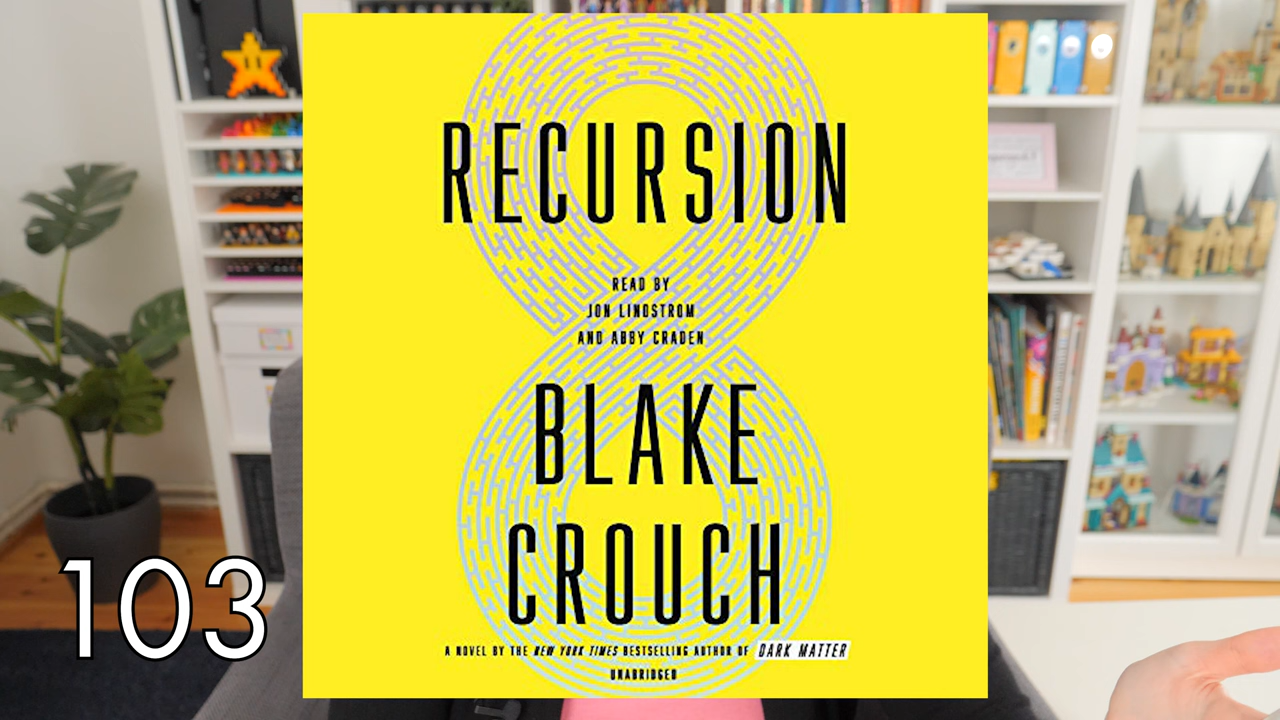 RECURSION
READ BY
JON LINDSTROM
AND ABBY CRADEN
BLAKE
CROUCH
A NOVEL BY THE NEW YORK TIMES BESTSELLING AUTHOR OF DARK MATTER
UNABRIDGED
103